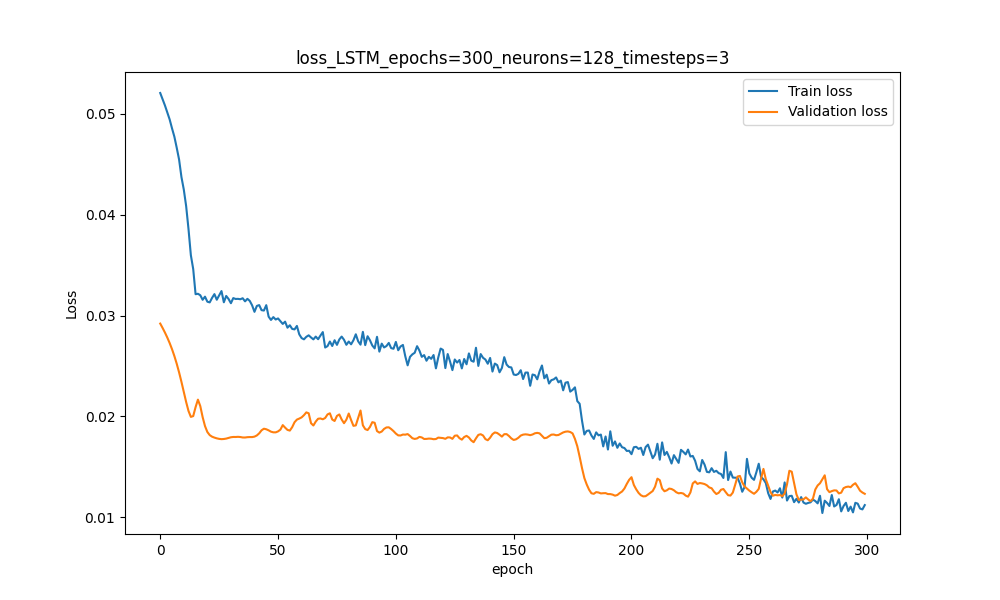 loss_LSTM_epochs=300_neurons=128_timesteps=3
Train loss
Validation loss
0.05
0.04
0.03
0.02
0.01
Loss
0
50
100
150
200
250
300
epoch